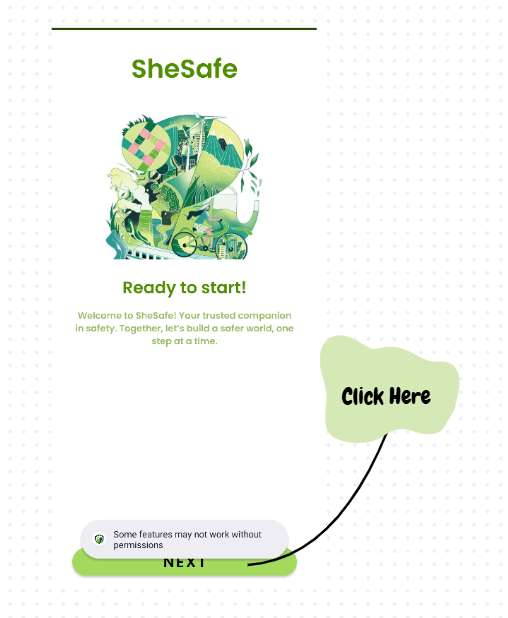 SheSafe
Ready to start!
Welcome to SheSafe! Your trusted companion
in safety. Together, let's build a safer world, one
step at a time.
Click Here
Some features may not work without
permissions
NEXT